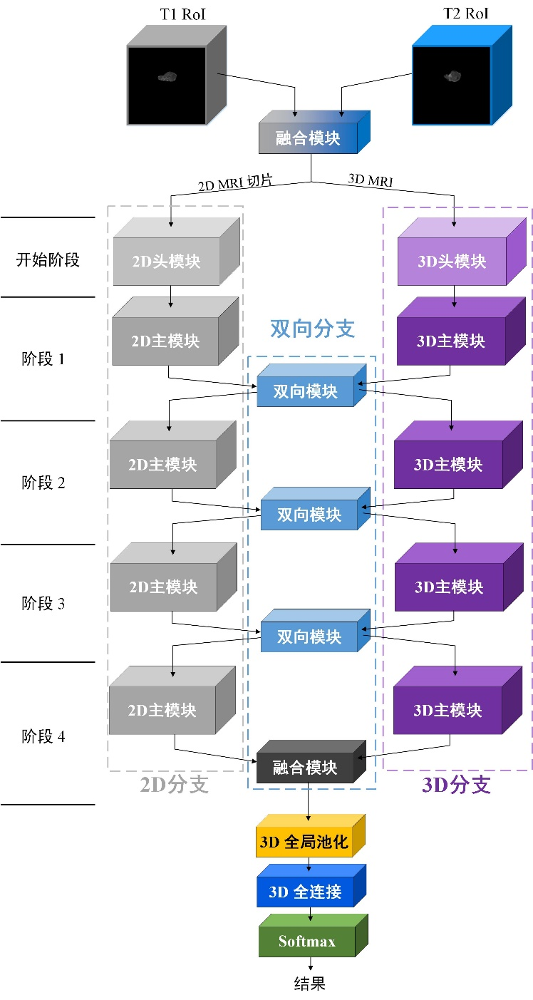 T1 RoI
T2 RoI
融合模块
2D MRI 切片
3D MRI
开始阶段
2D头模块
3D头模块
阶段 1
2D主模块
双向分支
3D主模块
双向模块
阶段 2
2D主模块
3D主模块
双向模块
阶段 3
2D主模块
3D主模块
双向模块
阶段 4
2D主模块
3D主模块
融合模块
2D分支
3D分支
3D 全局池化
3D 全连接
Softmax
结果